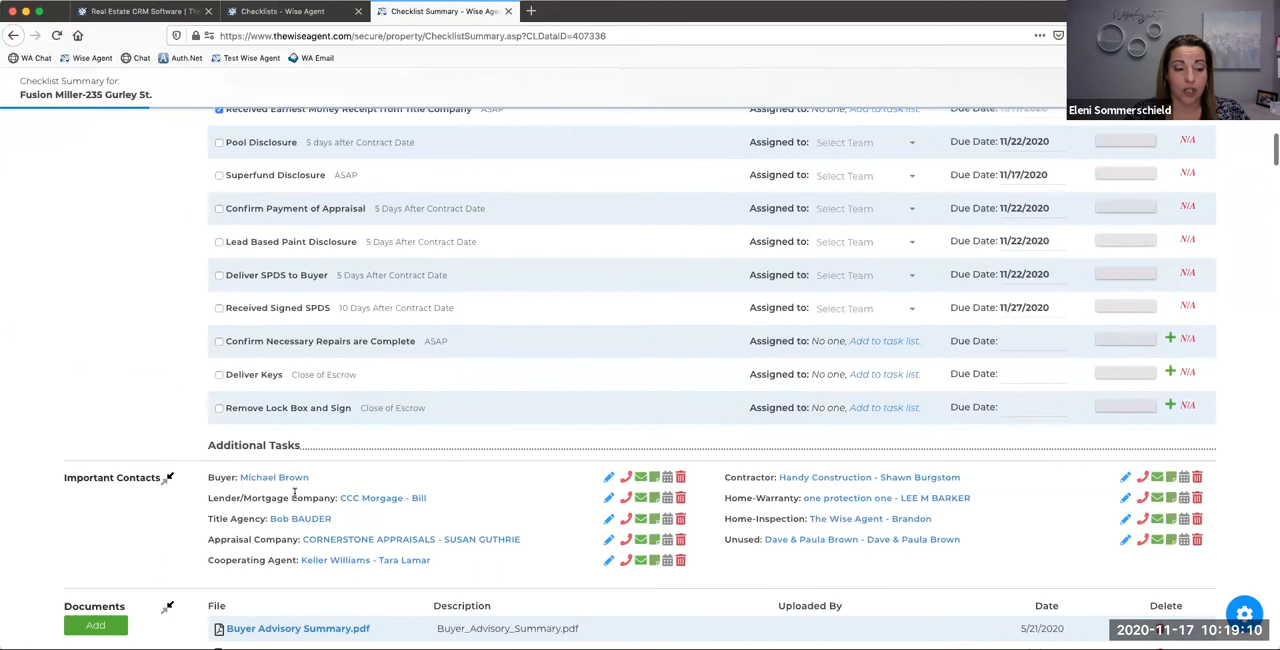 Real Estate CRM Software | Th
Checklists - Wise Agent
Checklist Summary - Wise Age
https://www.thewiseagent.com/secure/property/ChecklistSummary.asp?CLDataID=407336
WA Chat
Wise Agent
Chat
Auth.Net
Test Wise Agent
WA Email
Checklist Summary for:
Fusion Miller-235 Gurley St.
Eleni Sommerschield
Received Earnest Money Receipt from Title Company ASAP Assigned to: No one, Add to task list. Due Date: 11/17/2020
Pool Disclosure 5 days after Contract Date Assigned to: Select Team Due Date: 11/22/2020 N/A
Superfund Disclosure ASAP Assigned to: Select Team Due Date: 11/17/2020 N/A
Confirm Payment of Appraisal 5 Days After Contract Date Assigned to: Select Team Due Date: 11/22/2020 N/A
Lead Based Paint Disclosure 5 Days After Contract Date Assigned to: Select Team Due Date: 11/22/2020 N/A
Deliver SPDS to Buyer 5 Days After Contract Date Assigned to: Select Team Due Date: 11/22/2020 N/A
Received Signed SPDS 10 Days After Contract Date Assigned to: Select Team Due Date: 11/27/2020 N/A
Confirm Necessary Repairs are Complete ASAP Assigned to: No one, Add to task list. Due Date: N/A
Deliver Keys Close of Escrow Assigned to: No one, Add to task list. Due Date: N/A
Remove Lock Box and Sign Close of Escrow Assigned to: No one, Add to task list. Due Date: N/A
Additional Tasks
Important Contacts
Buyer: Michael Brown
Contractor: Handy Construction - Shawn Burgstom
Lender/Mortgage Company: CCC Morgage - Bill
Home-Warranty: one protection one - LEE M BARKER
Title Agency: Bob BAUDER
Home-Inspection: The Wise Agent - Brandon
Appraisal Company: CORNERSTONE APPRAISALS - SUSAN GUTHRIE
Unused: Dave & Paula Brown - Dave & Paula Brown
Cooperating Agent: Keller Williams - Tara Lamar
Documents File Description Uploaded By Date Delete
Add
Buyer Advisory Summary.pdf Buyer_Advisory_Summary.pdf 5/21/2020
2020-11-17 10:19:10